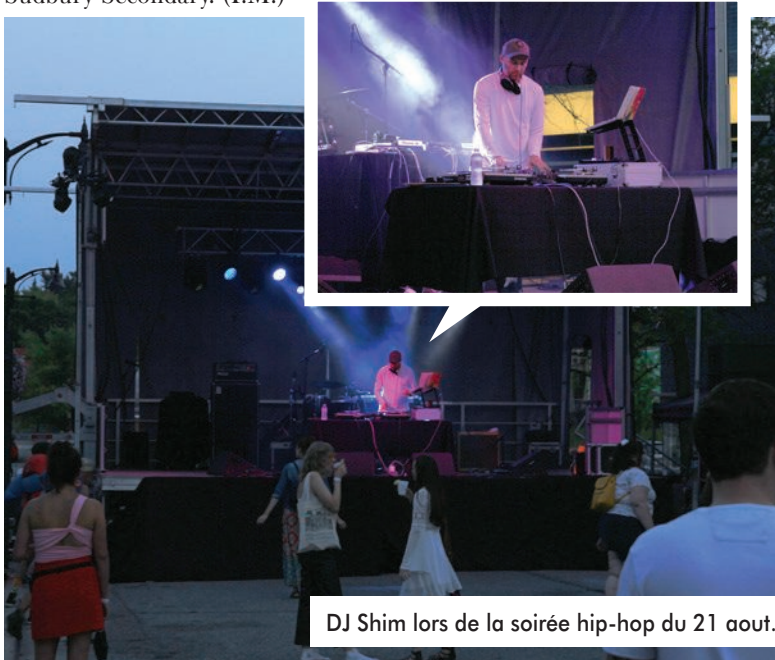 Sudbury Secondary. (I.M.)
DJ Shim lors de la soirée hip-hop du 21 aout.